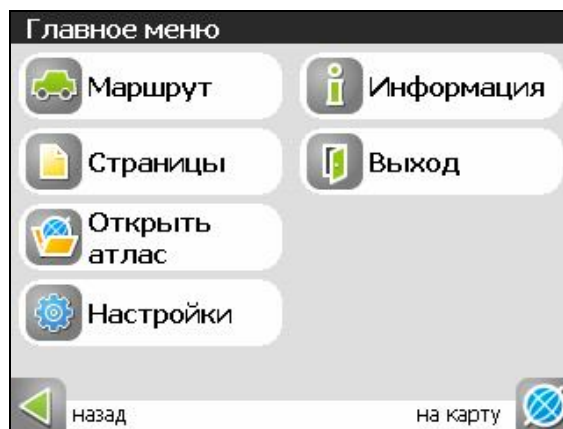 Главное меню
Маршрут
Информация
Страницы
Выход
Открыть
атлас
Настройки
назад
на карту